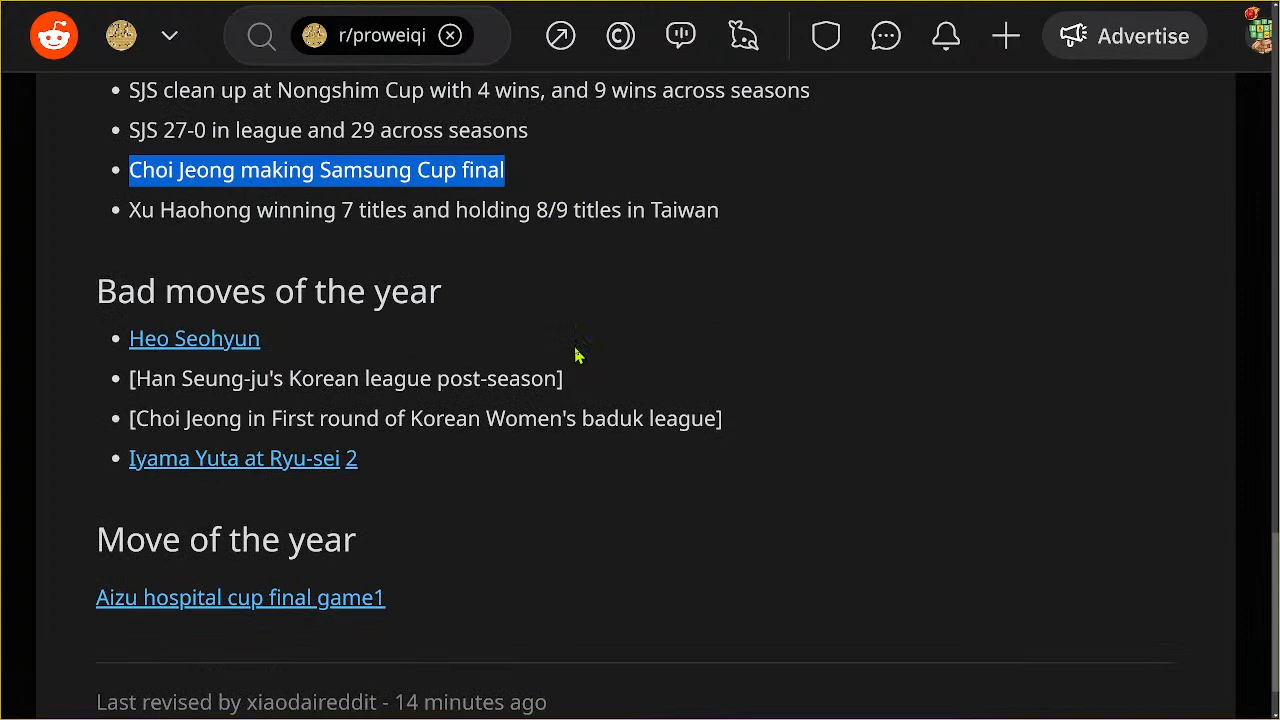 r/proweiqi
Advertise
SJS clean up at Nongshim Cup with 4 wins, and 9 wins across seasons
SJS 27-0 in league and 29 across seasons
Choi Jeong making Samsung Cup final
Xu Haohong winning 7 titles and holding 8/9 titles in Taiwan
Bad moves of the year
Heo Seohyun
[Han Seung-ju's Korean league post-season]
[Choi Jeong in First round of Korean Women's baduk league]
Iyama Yuta at Ryu-sei 2
Move of the year
Aizu hospital cup final game1
Last revised by xiaodaireddit - 14 minutes ago